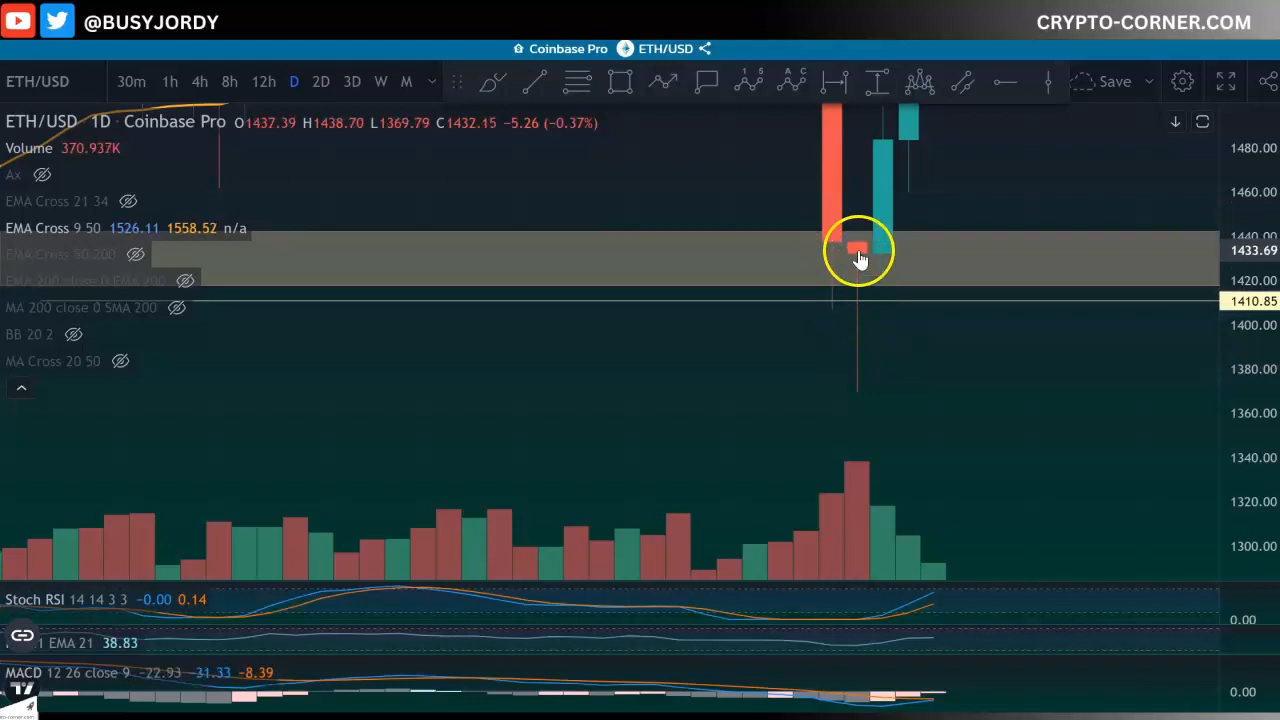 @BUSYJORDY
CRYPTO-CORNER.COM
Coinbase Pro ETH/USD
ETH/USD 30m 1h 4h 8h 12h D 2D 3D W M Save
ETH/USD 1D Coinbase Pro O1437.39 H1438.70 L1369.79 C1432.15 −5.26 (−0.37%)
Volume 370.937K
Ax
EMA Cross 21 34
EMA Cross 9 50 1526.11 1558.52 n/a
EMA Cross 50 200
MA 200 close 0 SMA 200
BB 20 2
MA Cross 20 50
1480.00
1460.00
1440.00
1433.69
1420.00
1410.85
1400.00
1380.00
1360.00
1340.00
1320.00
1300.00
Stoch RSI 14 14 3 3 −0.00 0.14
0.00
EMA 21 38.83
MACD 12 26 close 9 −22.93 −31.33 −8.39
0.00